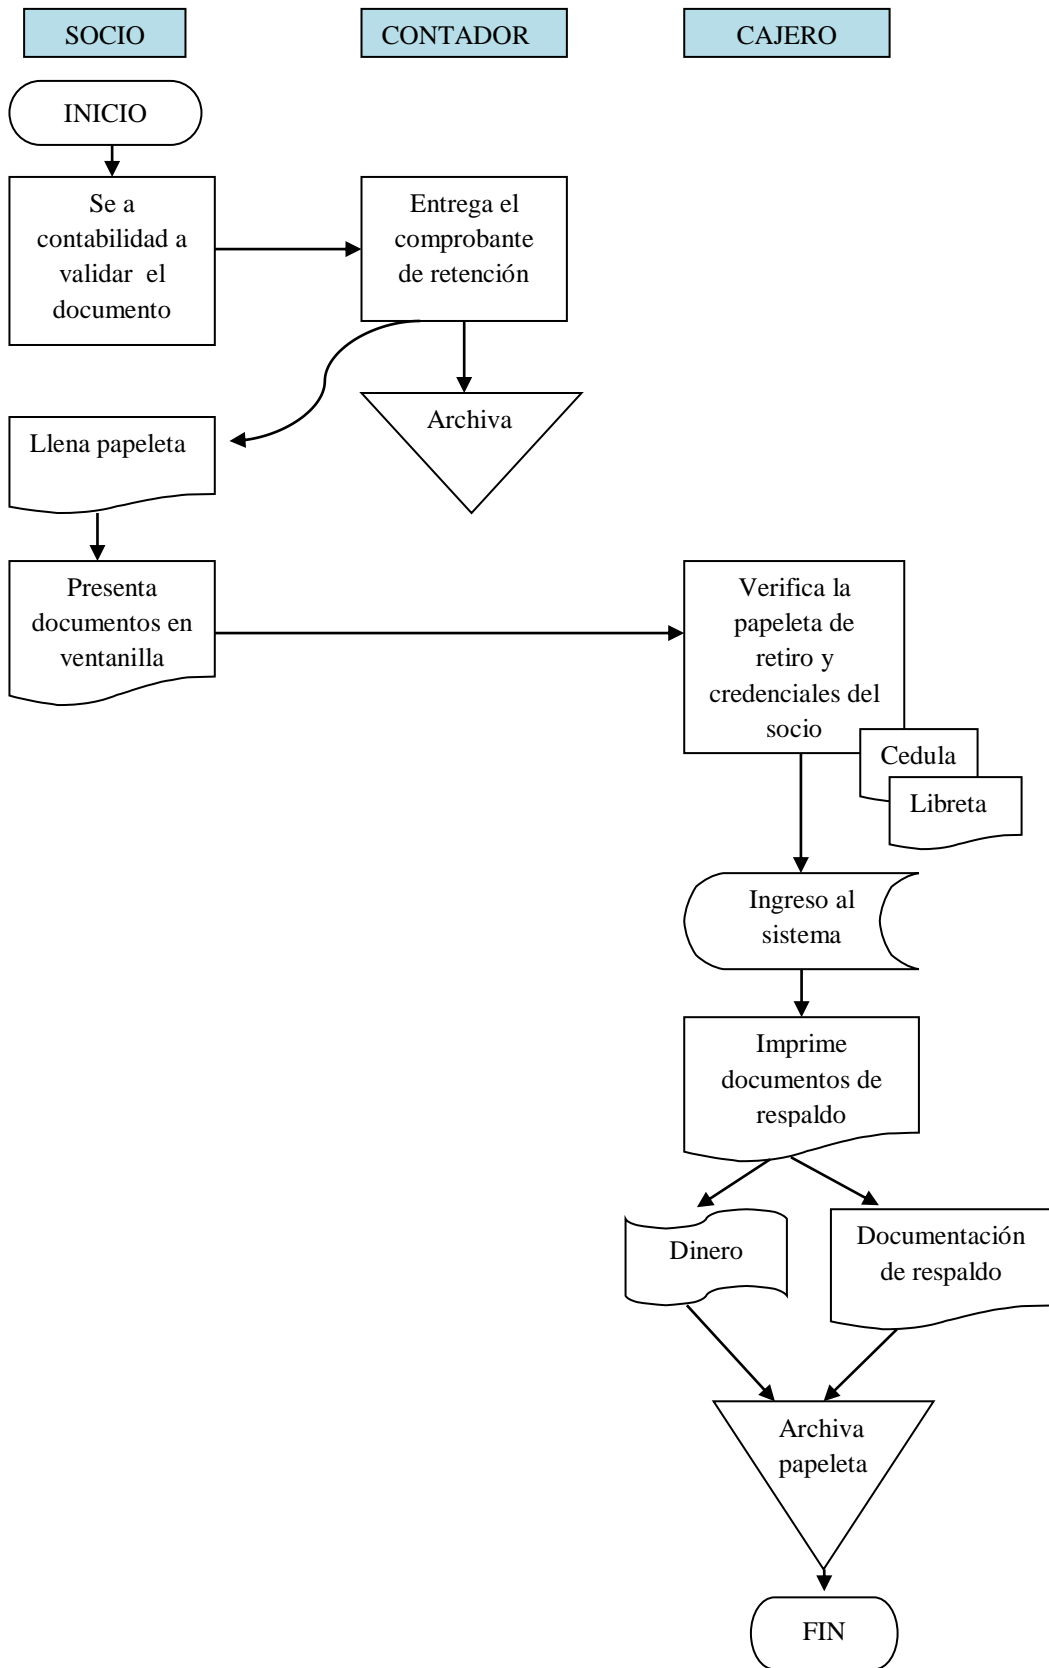 SOCIO
CONTADOR
CAJERO
INICIO
Se a
contabilidad a
validar el
documento
Entrega el
comprobante
de retención
Archiva
Llena papeleta
Presenta
documentos en
ventanilla
Verifica la
papeleta de
retiro y
credenciales del
socio
Cedula
Libreta
Ingreso al
sistema
Imprime
documentos de
respaldo
Dinero
Documentación
de respaldo
Archiva
papeleta
FIN